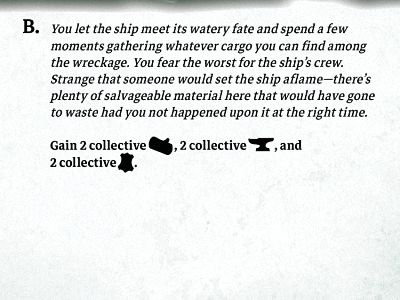 B. You let the ship meet its watery fate and spend a few
moments gathering whatever cargo you can find among
the wreckage. You fear the worst for the ship's crew.
Strange that someone would set the ship aflame—there's
plenty of salvageable material here that would have gone
to waste had you not happened upon it at the right time.
Gain 2 collective , 2 collective , and
2 collective .